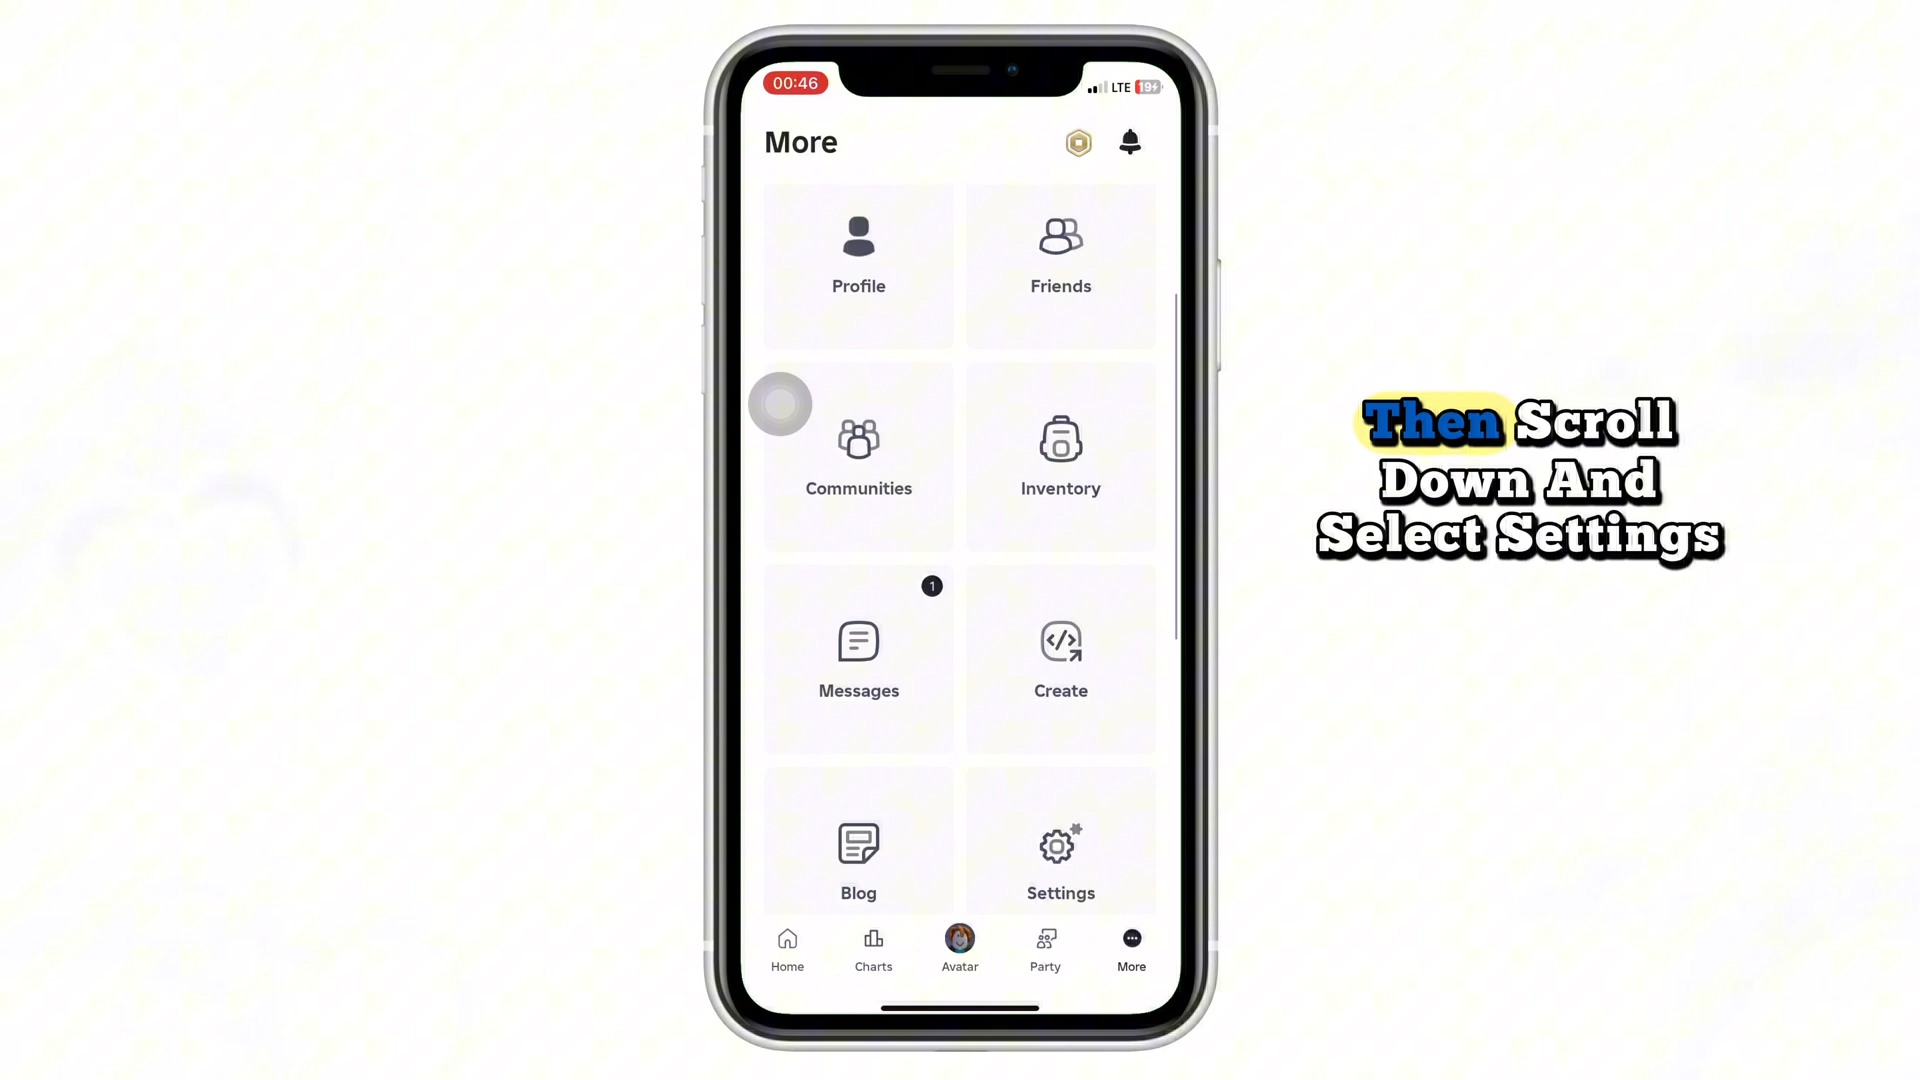 00:46
LTE 19
More
Profile
Friends
Communities
Inventory
1
Messages
Create
Blog
Settings
Home
Charts
Avatar
Party
More
Then Scroll
Down And
Select Settings